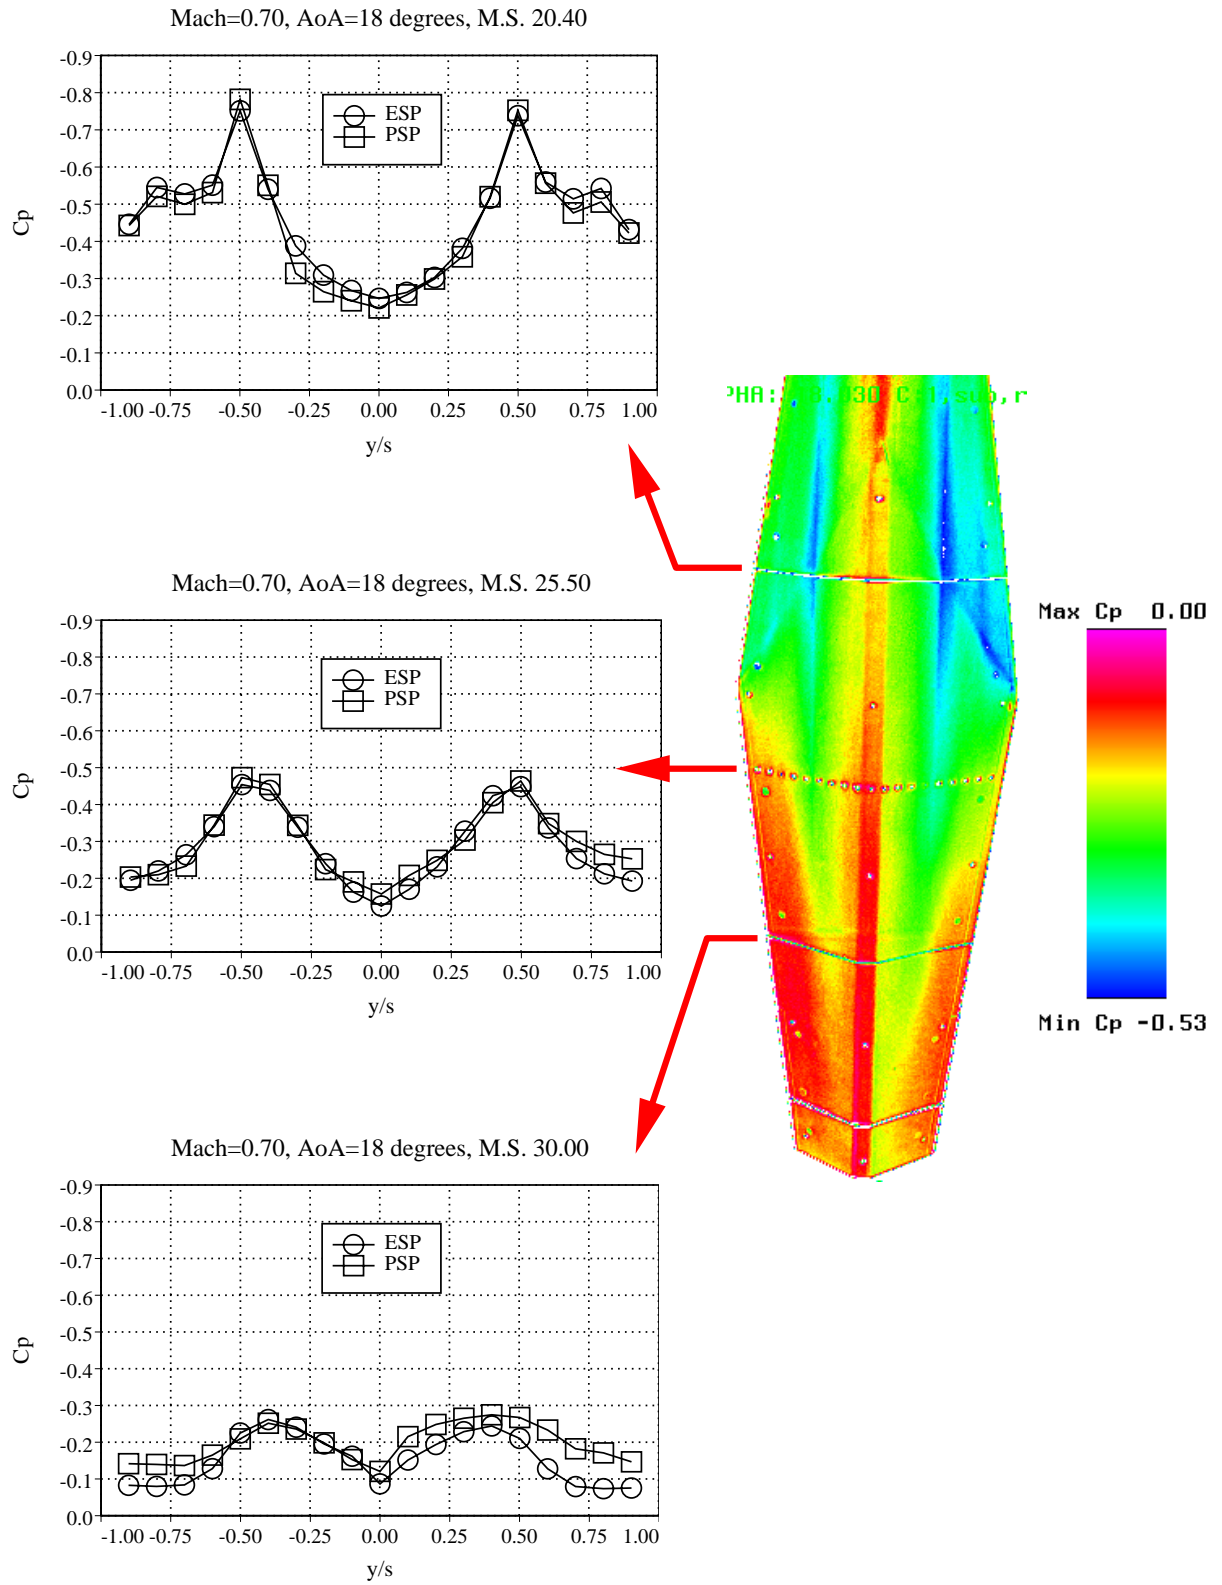 Mach=0.70, AoA=18 degrees, M.S. 20.40
-0.9
-0.8
-0.7
-0.6
-0.5
-0.4
-0.3
-0.2
-0.1
0.0
Cp
ESP
PSP
-1.00 -0.75 -0.50 -0.25 0.00 0.25 0.50 0.75 1.00
y/s
Mach=0.70, AoA=18 degrees, M.S. 25.50
-0.9
-0.8
-0.7
-0.6
-0.5
-0.4
-0.3
-0.2
-0.1
0.0
Cp
ESP
PSP
-1.00 -0.75 -0.50 -0.25 0.00 0.25 0.50 0.75 1.00
y/s
Mach=0.70, AoA=18 degrees, M.S. 30.00
-0.9
-0.8
-0.7
-0.6
-0.5
-0.4
-0.3
-0.2
-0.1
0.0
Cp
ESP
PSP
-1.00 -0.75 -0.50 -0.25 0.00 0.25 0.50 0.75 1.00
y/s
Max Cp 0.00
Min Cp -0.53